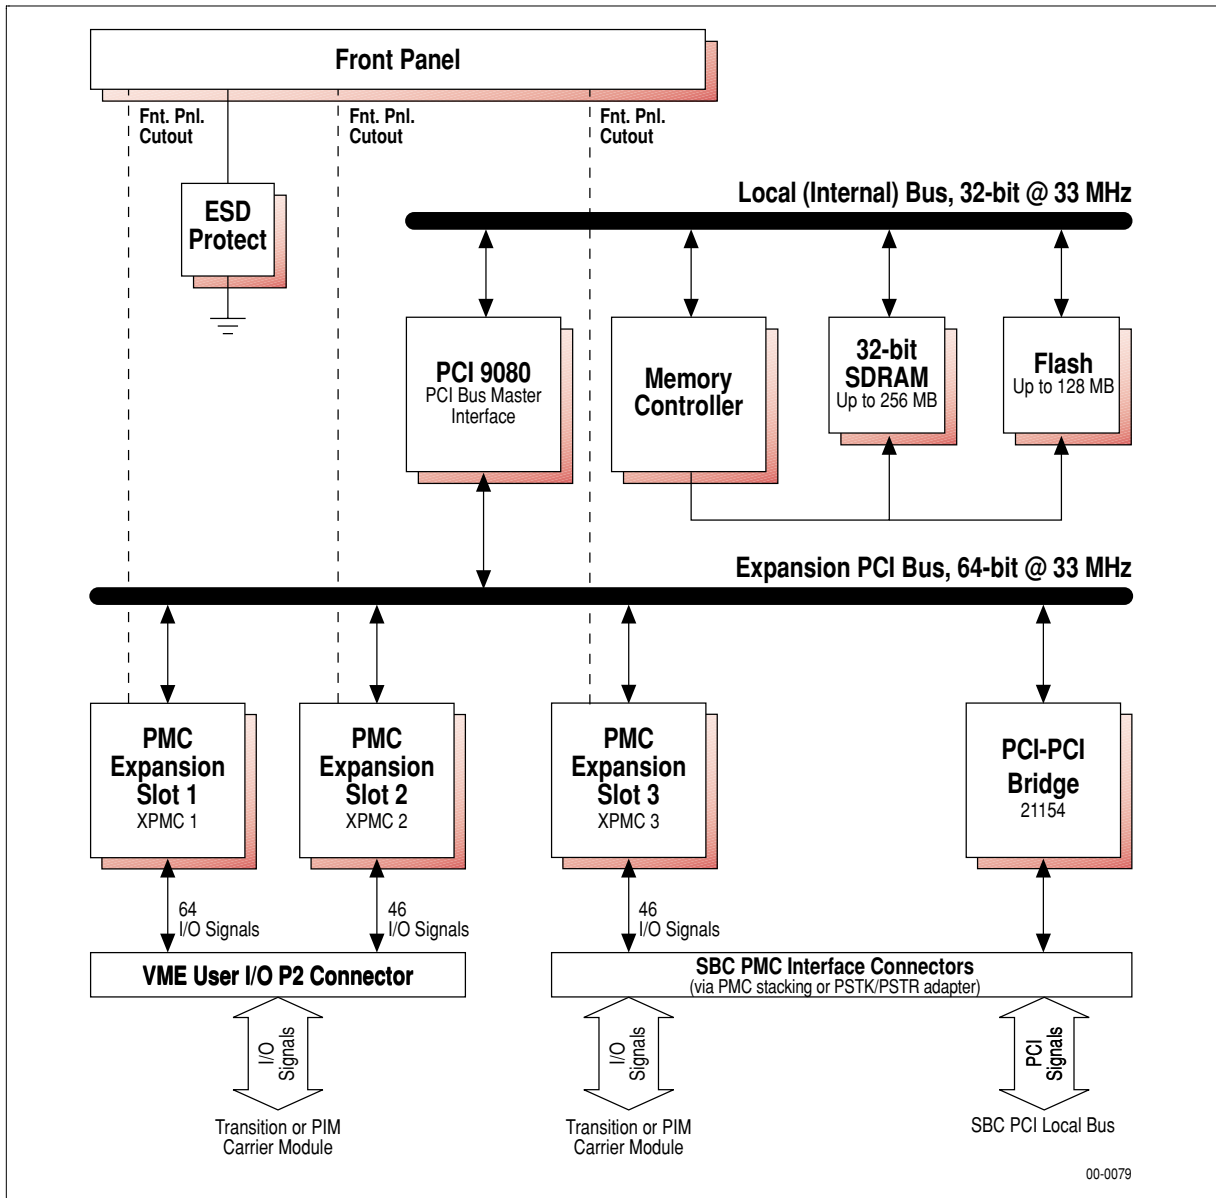 Front Panel
Fnt. Pnl.
Cutout
Fnt. Pnl.
Cutout
Fnt. Pnl.
Cutout
ESD
Protect
Local (Internal) Bus, 32-bit @ 33 MHz
PCI 9080
PCI Bus Master
Interface
Memory
Controller
32-bit
SDRAM
Up to 256 MB
Flash
Up to 128 MB
Expansion PCI Bus, 64-bit @ 33 MHz
PMC
Expansion
Slot 1
XPMC 1
PMC
Expansion
Slot 2
XPMC 2
PMC
Expansion
Slot 3
XPMC 3
PCI-PCI
Bridge
21154
64
I/O Signals
46
I/O Signals
46
I/O Signals
VME User I/O P2 Connector
SBC PMC Interface Connectors
(via PMC stacking or PSTK/PSTR adapter)
I/O
Signals
I/O
Signals
PCI
Signals
Transition or PIM
Carrier Module
Transition or PIM
Carrier Module
SBC PCI Local Bus
00-0079